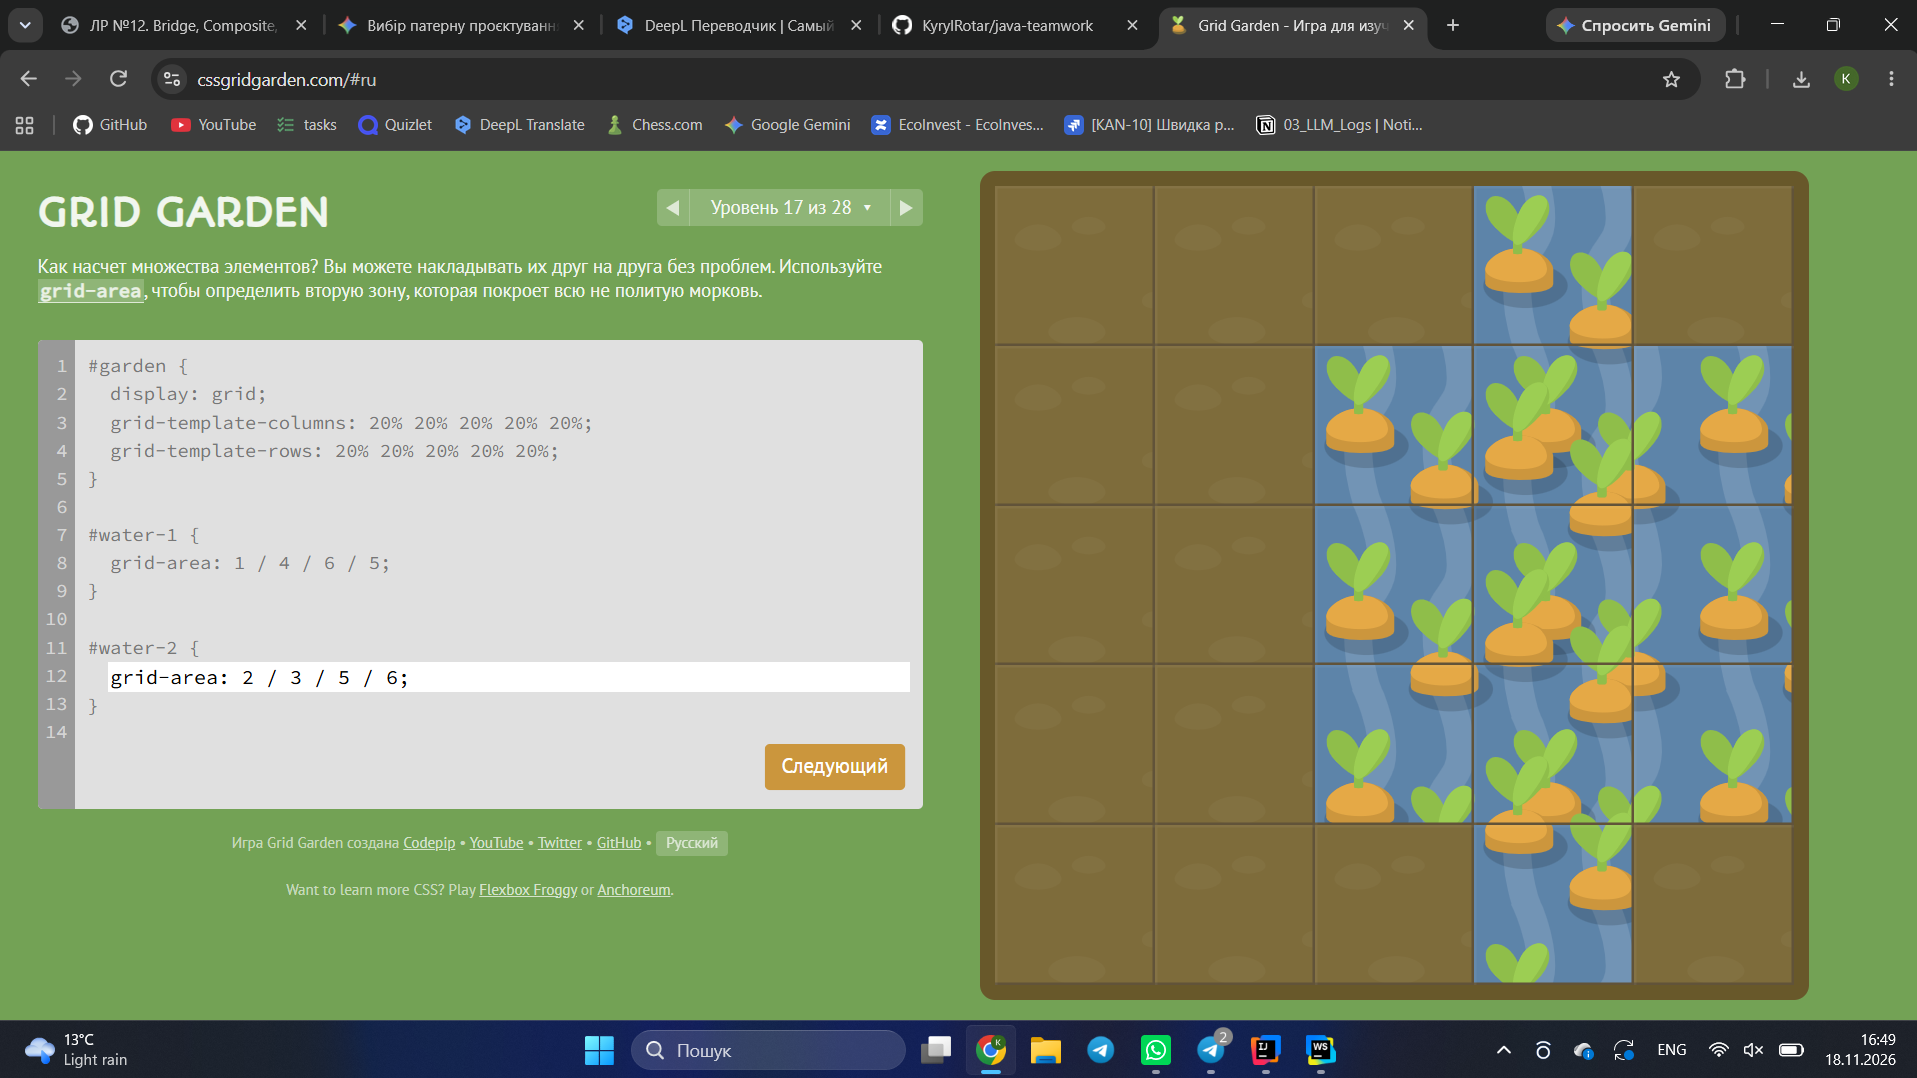 ЛР №12. Bridge, Composite,
Вибір патерну проєктуванн
DeepL Переводчик | Самый
KyrylRotar/java-teamwork
Grid Garden - Игра для изуч
Спросить Gemini
cssgridgarden.com/#ru
K
GitHub
YouTube
tasks
Quizlet
DeepL Translate
Chess.com
Google Gemini
EcoInvest - EcoInves...
[KAN-10] Швидка р...
03_LLM_Logs | Noti...
GRID GARDEN
Уровень 17 из 28
Как насчет множества элементов? Вы можете накладывать их друг на друга без проблем. Используйте
grid-area, чтобы определить вторую зону, которая покроет всю не политую морковь.
1 #garden {
2 display: grid;
3 grid-template-columns: 20% 20% 20% 20% 20%;
4 grid-template-rows: 20% 20% 20% 20% 20%;
5 }
6
7 #water-1 {
8 grid-area: 1 / 4 / 6 / 5;
9 }
10
11 #water-2 {
12 grid-area: 2 / 3 / 5 / 6;
13 }
14
Следующий
Игра Grid Garden создана Codepip • YouTube • Twitter • GitHub • Русский
Want to learn more CSS? Play Flexbox Froggy or Anchoreum.
13°C
Light rain
Пошук
K
2
IJ
WS
ENG
16:49
18.11.2026